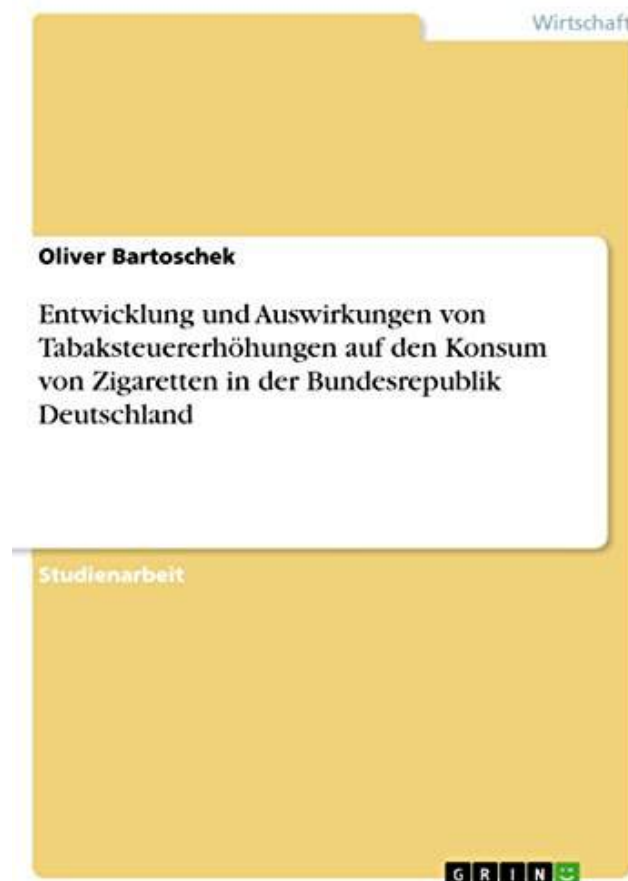 Wirtschaft
Oliver Bartoschek
Entwicklung und Auswirkungen von
Tabaksteuererhöhungen auf den Konsum
von Zigaretten in der Bundesrepublik
Deutschland
Studienarbeit
GRIN